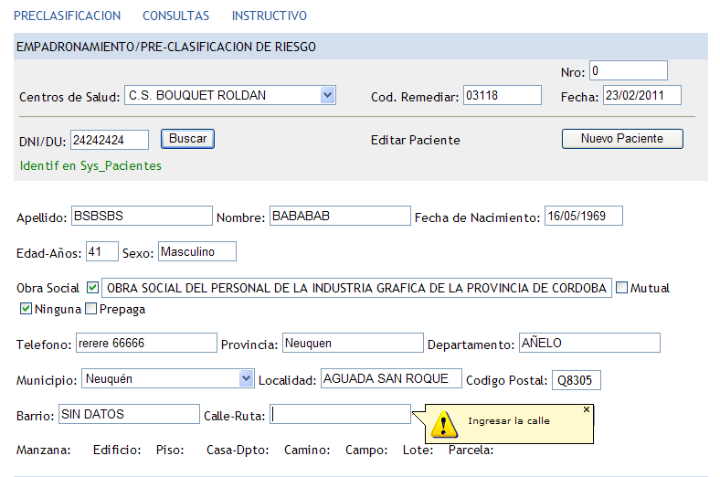 PRECLASIFICACION CONSULTAS INSTRUCTIVO
EMPADRONAMIENTO/PRE-CLASIFICACION DE RIESGO
Nro: 0
Centros de Salud: C.S. BOUQUET ROLDAN Cod. Remediar: 03118 Fecha: 23/02/2011
DNI/DU: 24242424 Buscar Editar Paciente Nuevo Paciente
Identif en Sys_Pacientes
Apellido: BSBSBS Nombre: BABABAB Fecha de Nacimiento: 16/05/1969
Edad-Años: 41 Sexo: Masculino
Obra Social OBRA SOCIAL DEL PERSONAL DE LA INDUSTRIA GRAFICA DE LA PROVINCIA DE CORDOBA Mutual
Ninguna Prepaga
Telefono: rerere 66666 Provincia: Neuquen Departamento: AÑELO
Municipio: Neuquén Localidad: AGUADA SAN ROQUE Codigo Postal: Q8305
Barrio: SIN DATOS Calle-Ruta: Ingresar la calle
Manzana: Edificio: Piso: Casa-Dpto: Camino: Campo: Lote: Parcela: